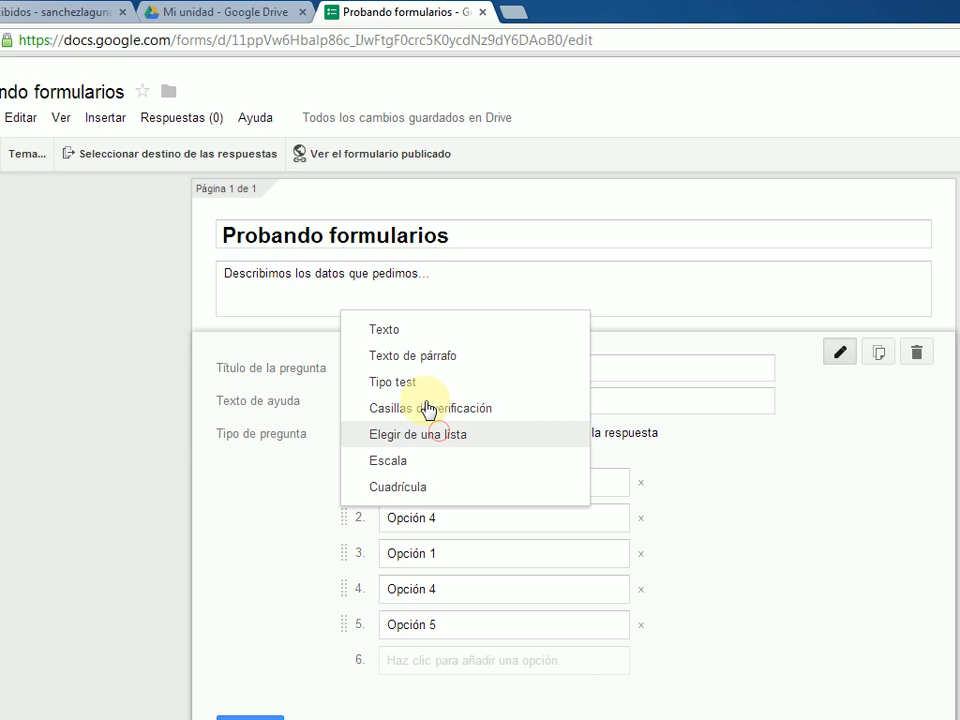 cibidos - sanchezlaguna
Mi unidad - Google Drive
Probando formularios - G
https://docs.google.com/forms/d/
ndo formularios
Editar Ver Insertar Respuestas (0) Ayuda Todos los cambios guardados en Drive
Tema... Seleccionar destino de las respuestas Ver el formulario publicado
Página 1 de 1
Probando formularios
Describimos los datos que pedimos...
Texto
Texto de párrafo
Título de la pregunta
Tipo test
Texto de ayuda
Casillas de verificación
Tipo de pregunta
Elegir de una lista
la respuesta
Escala
Cuadrícula
2. Opción 4
3. Opción 1
4. Opción 4
5. Opción 5
6. Haz clic para añadir una opción.